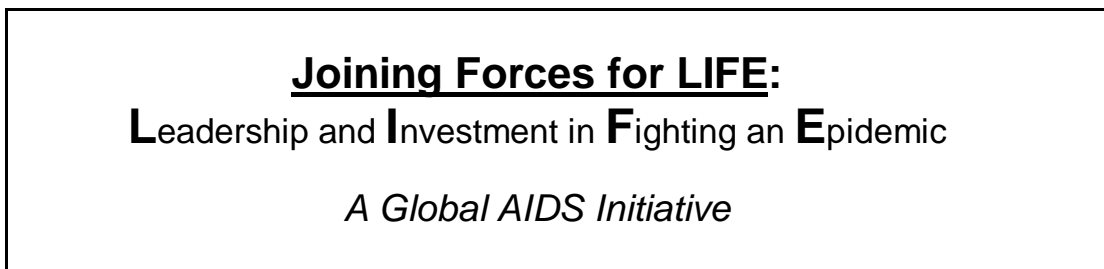 Joining Forces for LIFE:
Leadership and Investment in Fighting an Epidemic
A Global AIDS Initiative